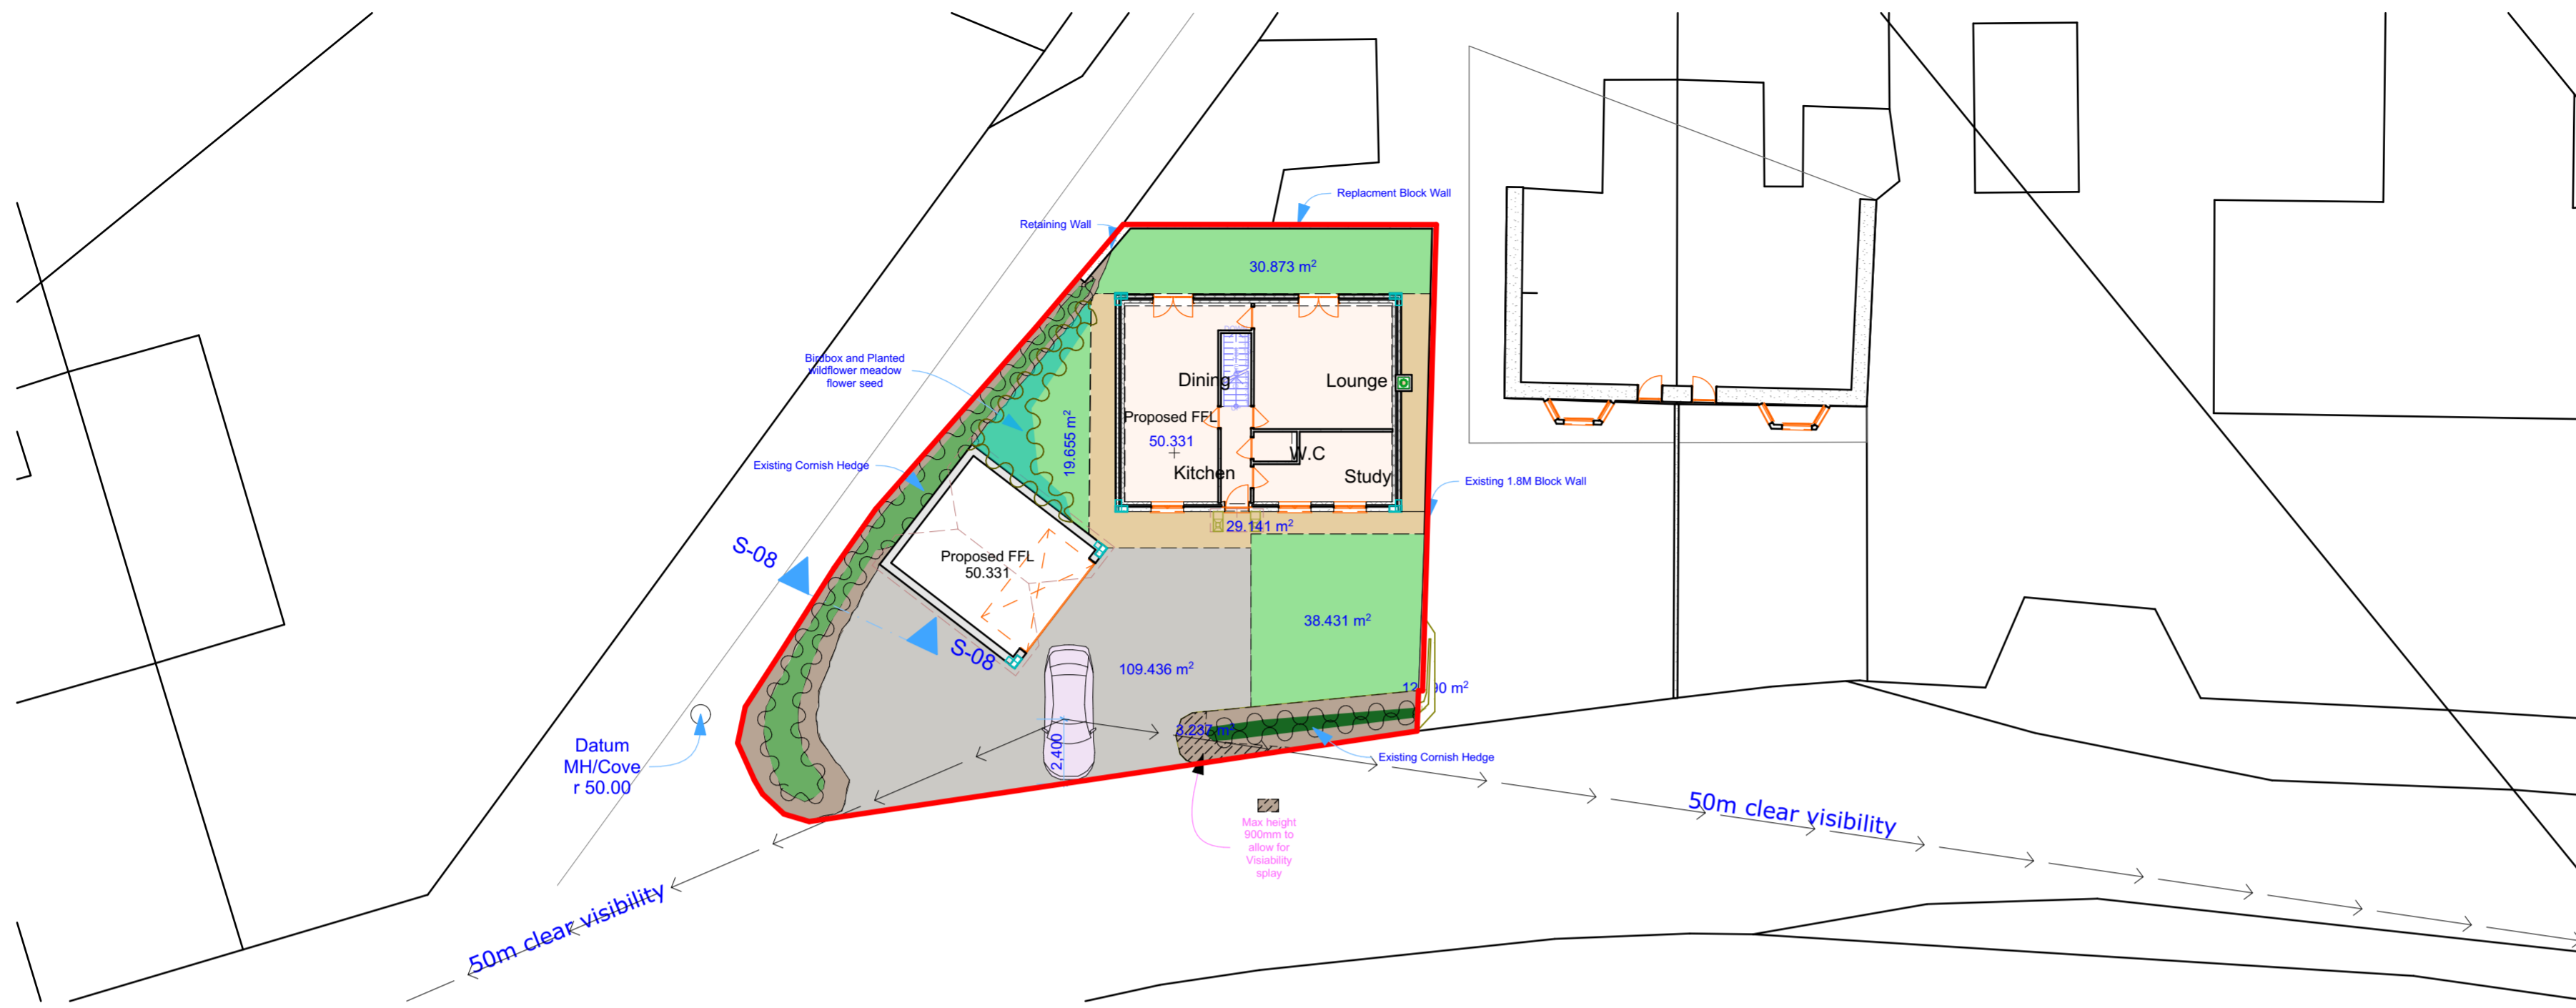 Replacment Block Wall
Retaining Wall
30.873 m²
Birdbox and Planted
wildflower meadow
flower seed
Dining
Lounge
Proposed FFL
50.331
19.655 m²
W.C
Kitchen
Study
Existing Cornish Hedge
Existing 1.8M Block Wall
29.141 m²
S-08
Proposed FFL
50.331
38.431 m²
S-08
109.436 m²
Datum
MH/Cove
r 50.00
2,400
3.237 m²
Existing Cornish Hedge
Max height
900mm to
allow for
Visiability
splay
50m clear visibility
50m clear visibility